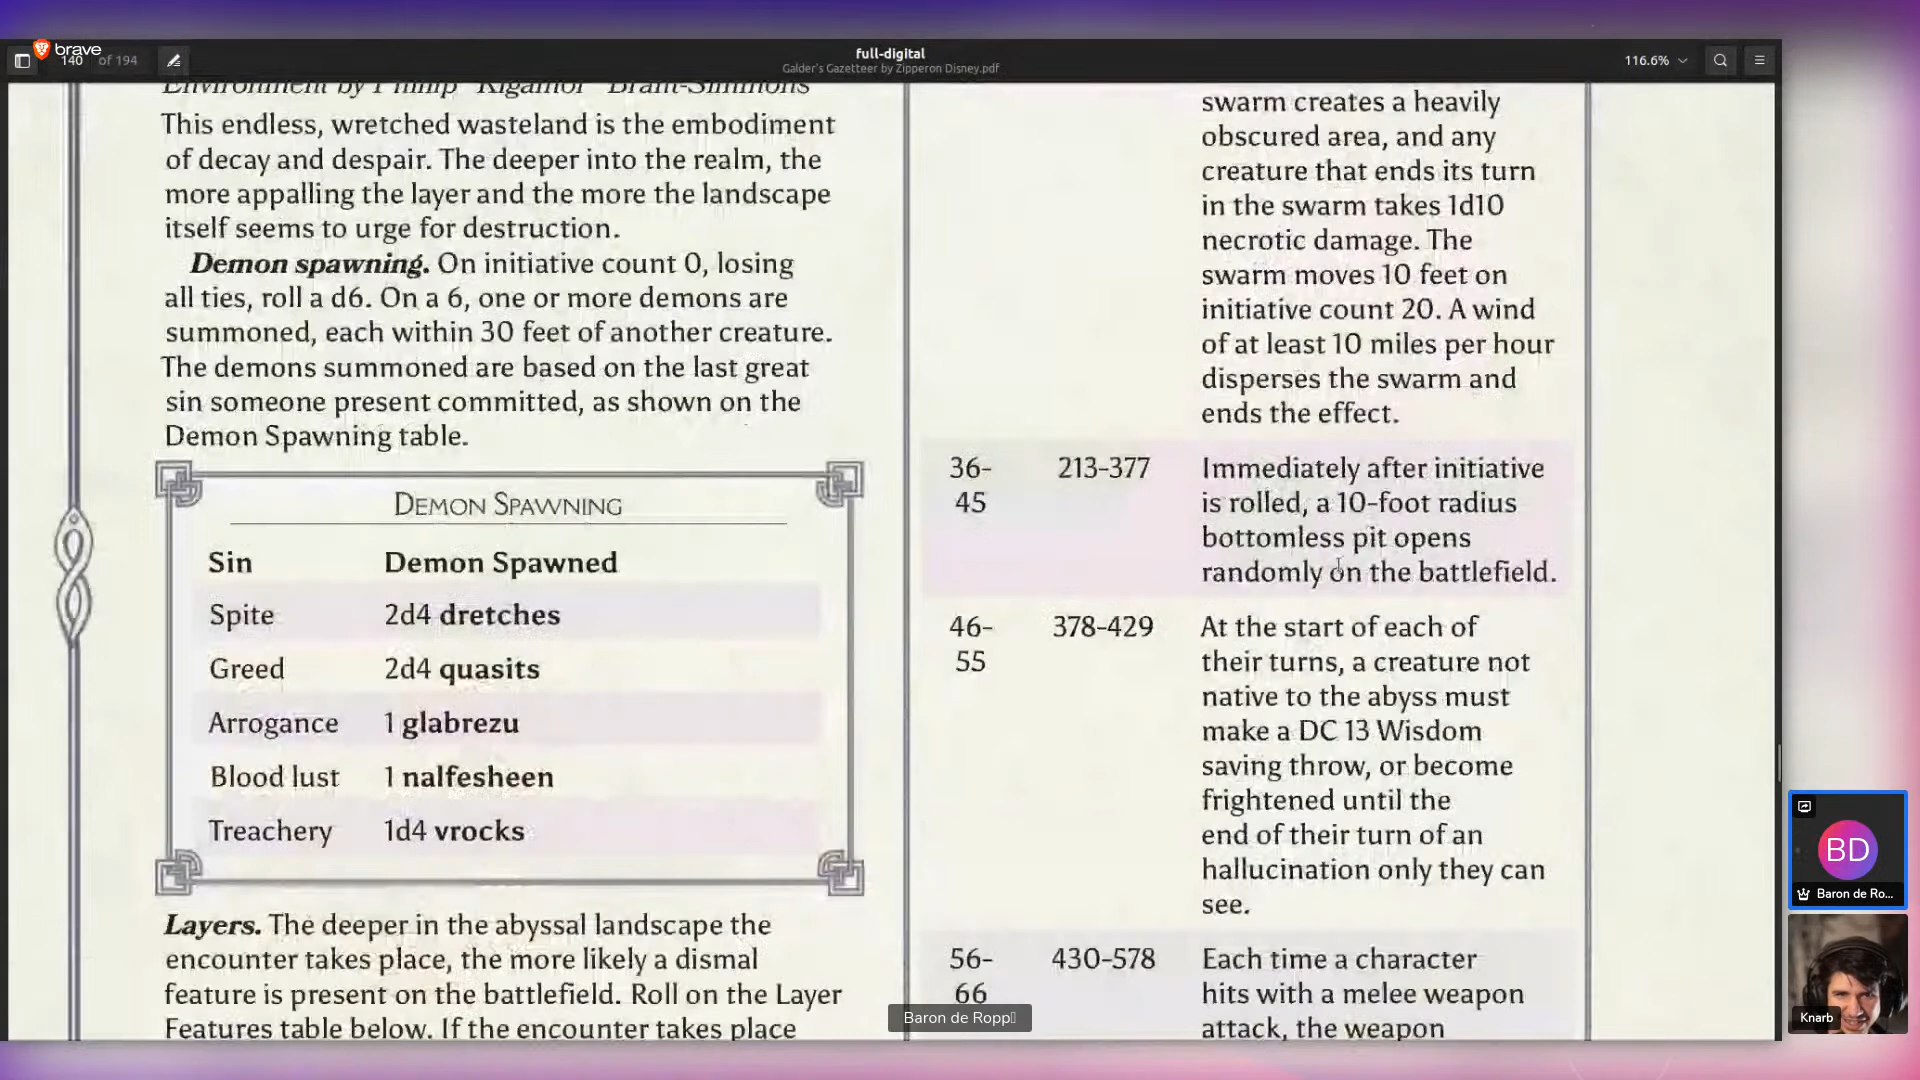 brave
140 of 194
full-digital
Galder's Gazetteer by Zipperon Disney.pdf
116.6%
Environment by Phillip "Kigamor" Brant-Simmons
This endless, wretched wasteland is the embodiment
of decay and despair. The deeper into the realm, the
more appalling the layer and the more the landscape
itself seems to urge for destruction.
Demon spawning. On initiative count 0, losing
all ties, roll a d6. On a 6, one or more demons are
summoned, each within 30 feet of another creature.
The demons summoned are based on the last great
sin someone present committed, as shown on the
Demon Spawning table.
DEMON SPAWNING
Sin Demon Spawned
Spite 2d4 dretches
Greed 2d4 quasits
Arrogance 1 glabrezu
Blood lust 1 nalfesheen
Treachery 1d4 vrocks
Layers. The deeper in the abyssal landscape the
encounter takes place, the more likely a dismal
feature is present on the battlefield. Roll on the Layer
Features table below. If the encounter takes place
swarm creates a heavily
obscured area, and any
creature that ends its turn
in the swarm takes 1d10
necrotic damage. The
swarm moves 10 feet on
initiative count 20. A wind
of at least 10 miles per hour
disperses the swarm and
ends the effect.
36- 213-377 Immediately after initiative
45 is rolled, a 10-foot radius
bottomless pit opens
randomly on the battlefield.
46- 378-429 At the start of each of
55 their turns, a creature not
native to the abyss must
make a DC 13 Wisdom
saving throw, or become
frightened until the
end of their turn of an
hallucination only they can
see.
56- 430-578 Each time a character
66 hits with a melee weapon
attack, the weapon
Baron de Ropp
BD
Baron de Ro...
Knarb